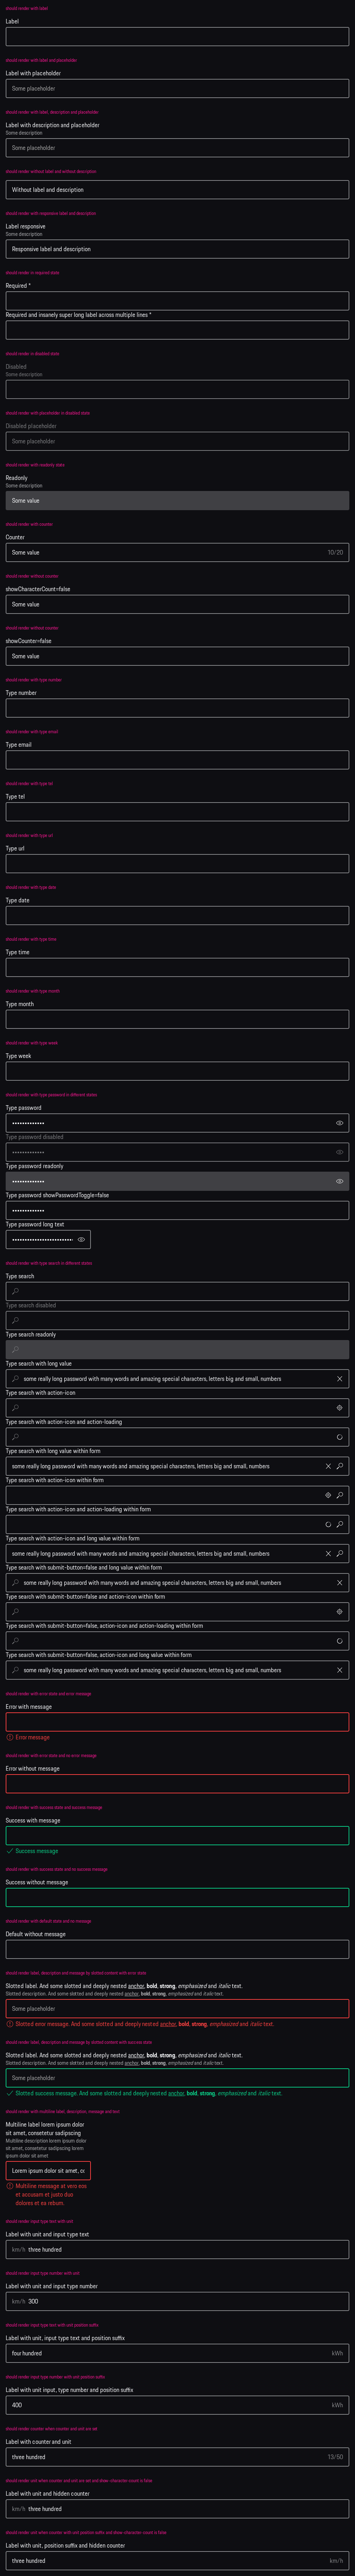 should render with label
Label
should render with label and placeholder
Label with placeholder
Some placeholder
should render with label, description and placeholder
Label with description and placeholder
Some description
Some placeholder
should render without label and without description
Without label and description
should render with responsive label and description
Label responsive
Some description
Responsive label and description
should render in required state
Required *
Required and insanely super long label across multiple lines *
should render in disabled state
Disabled
Some description
should render with placeholder in disabled state
Disabled placeholder
Some placeholder
should render with readonly state
Readonly
Some description
Some value
should render with counter
Counter
Some value 10/20
should render without counter
showCharacterCount=false
Some value
should render without counter
showCounter=false
Some value
should render with type number
Type number
should render with type email
Type email
should render with type tel
Type tel
should render with type url
Type url
should render with type date
Type date
should render with type time
Type time
should render with type month
Type month
should render with type week
Type week
should render with type password in different states
Type password
Type password disabled
Type password readonly
Type password showPasswordToggle=false
Type password long text
should render with type search in different states
Type search
Type search disabled
Type search readonly
Type search with long value
some really long password with many words and amazing special characters, letters big and small, numbers
Type search with action-icon
Type search with action-icon and action-loading
Type search with long value within form
some really long password with many words and amazing special characters, letters big and small, numbers
Type search with action-icon within form
Type search with action-icon and action-loading within form
Type search with action-icon and long value within form
some really long password with many words and amazing special characters, letters big and small, numbers
Type search with submit-button=false and long value within form
some really long password with many words and amazing special characters, letters big and small, numbers
Type search with submit-button=false and action-icon within form
Type search with submit-button=false, action-icon and action-loading within form
Type search with submit-button=false, action-icon and long value within form
some really long password with many words and amazing special characters, letters big and small, numbers
should render with error state and error message
Error with message
Error message
should render with error state and no error message
Error without message
should render with success state and success message
Success with message
Success message
should render with success state and no success message
Success without message
should render with default state and no message
Default without message
should render label, description and message by slotted content with error state
Slotted label. And some slotted and deeply nested anchor, bold, strong, emphasized and italic text.
Slotted description. And some slotted and deeply nested anchor, bold, strong, emphasized and italic text.
Some placeholder
Slotted error message. And some slotted and deeply nested anchor, bold, strong, emphasized and italic text.
should render label, description and message by slotted content with success state
Slotted label. And some slotted and deeply nested anchor, bold, strong, emphasized and italic text.
Slotted description. And some slotted and deeply nested anchor, bold, strong, emphasized and italic text.
Some placeholder
Slotted success message. And some slotted and deeply nested anchor, bold, strong, emphasized and italic text.
should render with multiline label, description, message and text
Multiline label lorem ipsum dolor
sit amet, consetetur sadipscing
Multiline description lorem ipsum dolor
sit amet, consetetur sadipscing lorem
ipsum dolor sit amet
Lorem ipsum dolor sit amet, co
Multiline message at vero eos
et accusam et justo duo
dolores et ea rebum.
should render input type text with unit
Label with unit and input type text
km/h three hundred
should render input type number with unit
Label with unit and input type number
km/h 300
should render input type text with unit position suffix
Label with unit, input type text and position suffix
four hundred kWh
should render input type number with unit position suffix
Label with unit input, type number and position suffix
400 kWh
should render counter when counter and unit are set
Label with counter and unit
three hundred 13/50
should render unit when counter and unit are set and show-character-count is false
Label with unit and hidden counter
km/h three hundred
should render unit when counter with unit position suffix and show-character-count is false
Label with unit, position suffix and hidden counter
three hundred km/h